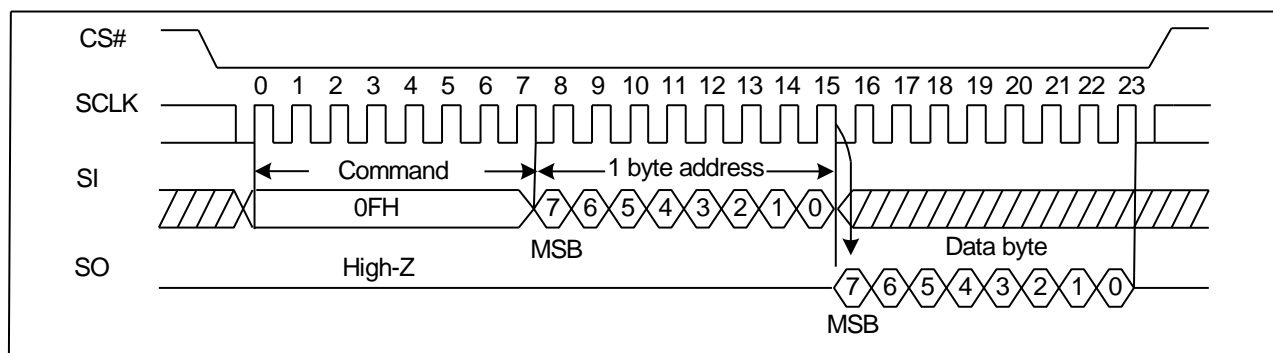 CS#
0 1 2 3 4 5 6 7 8 9 10 11 12 13 14 15 16 17 18 19 20 21 22 23
SCLK
Command 1 byte address
SI
0FH 7 6 5 4 3 2 1 0
MSB Data byte
SO High-Z
7 6 5 4 3 2 1 0
MSB